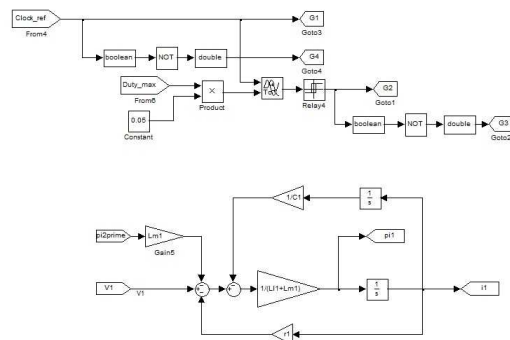 Clock_ref
From4
G1
Goto3
boolean
NOT
double
G4
Goto4
Duty_max
From6
×
Product
0.05
Constant
Relay4
G2
Goto1
boolean
NOT
double
G3
Goto2
1/C1
1
s
pi2prime
Lm1
Gain5
pi1
V1
V1
1/(Ll1+Lm1)
1
s
i1
r1